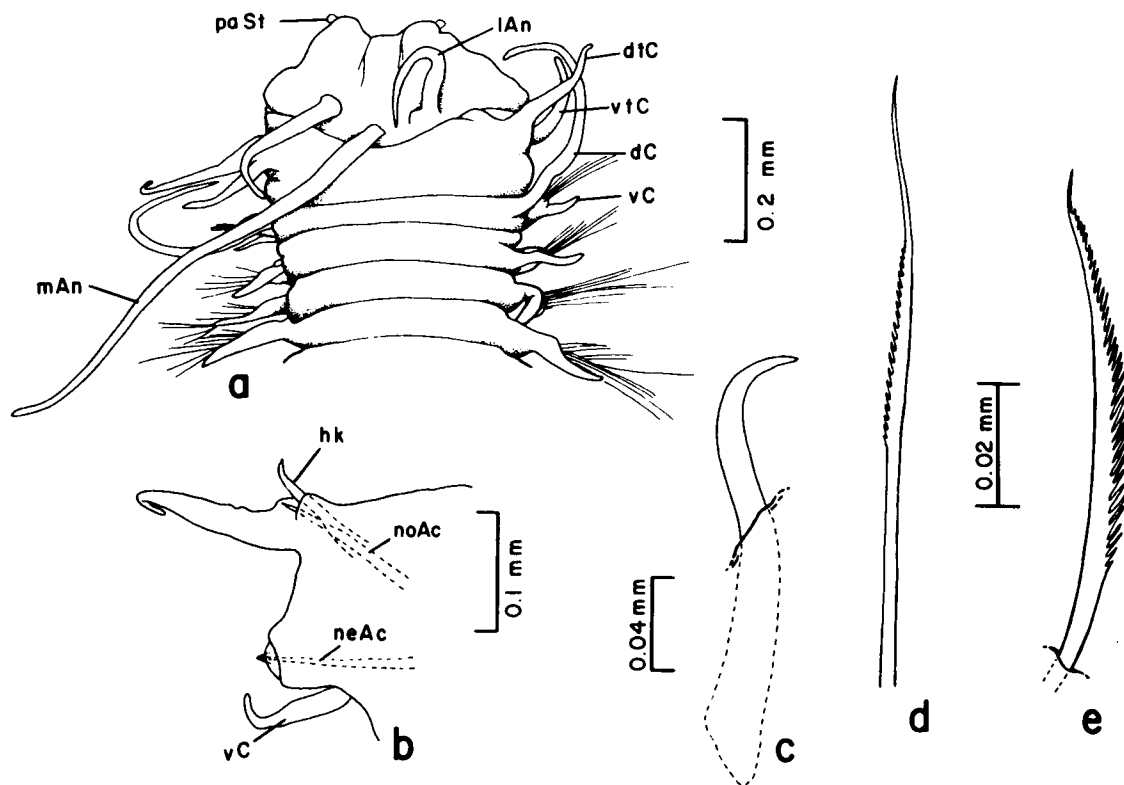 paSt
lAn
dtC
vtC
dC
vC
0.2 mm
mAn
a
hk
noAc
0.1 mm
neAc
vC
b
0.04 mm
c
d
0.02 mm
e